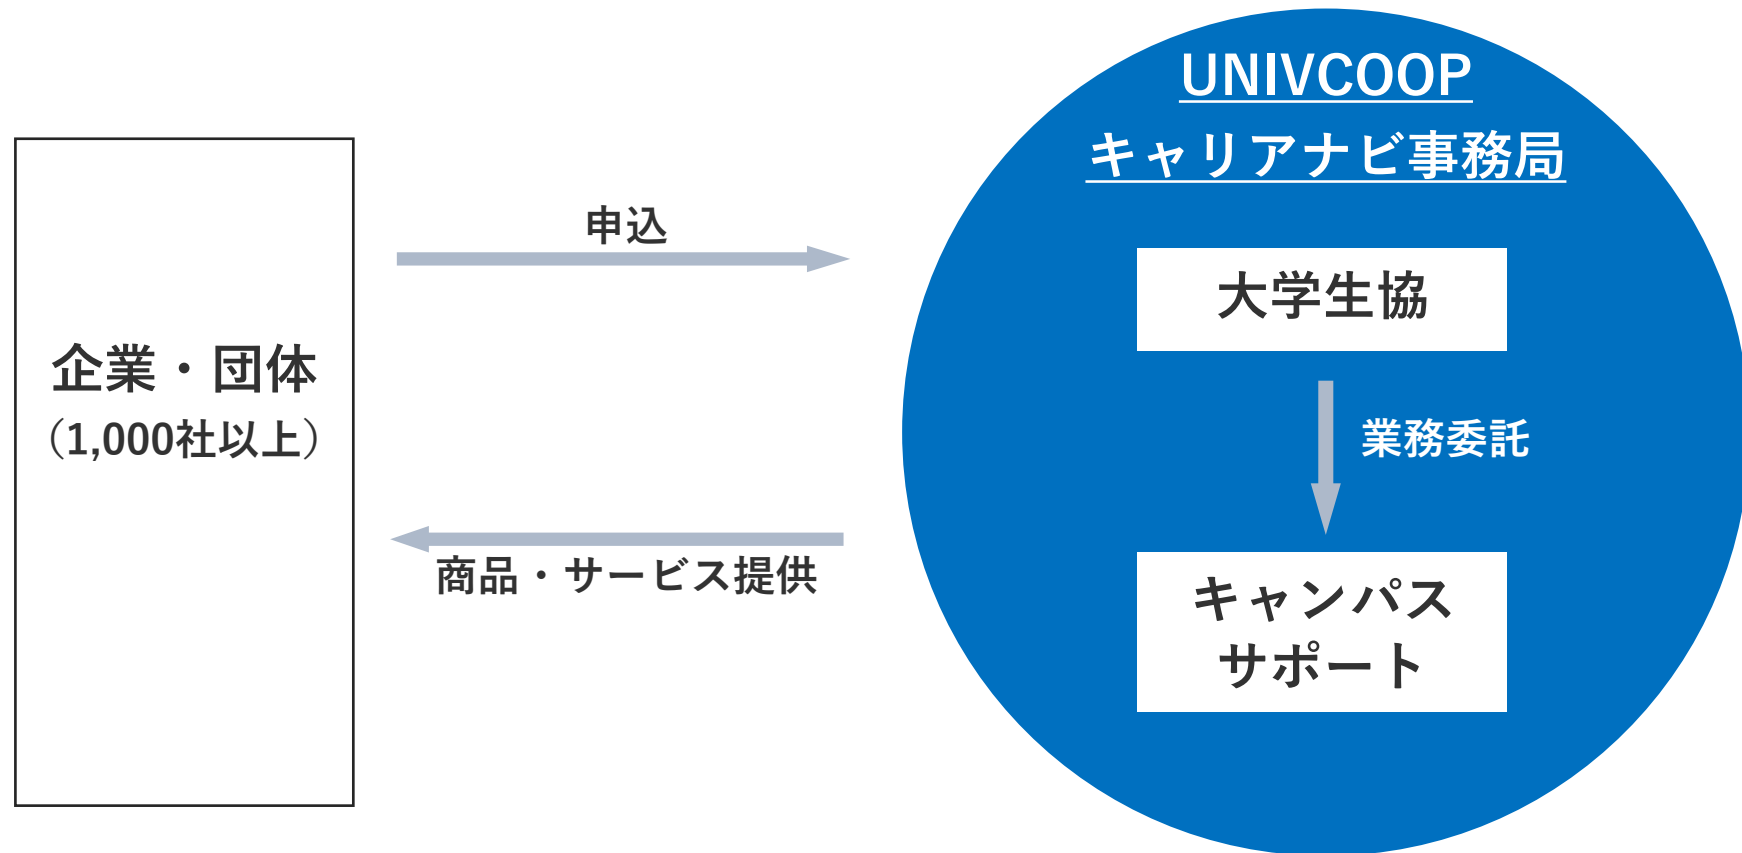 UNIVCOOP
キャリアナビ事務局
申込
大学生協
企業・団体
（1,000社以上）
業務委託
商品・サービス提供
キャンパス
サポート